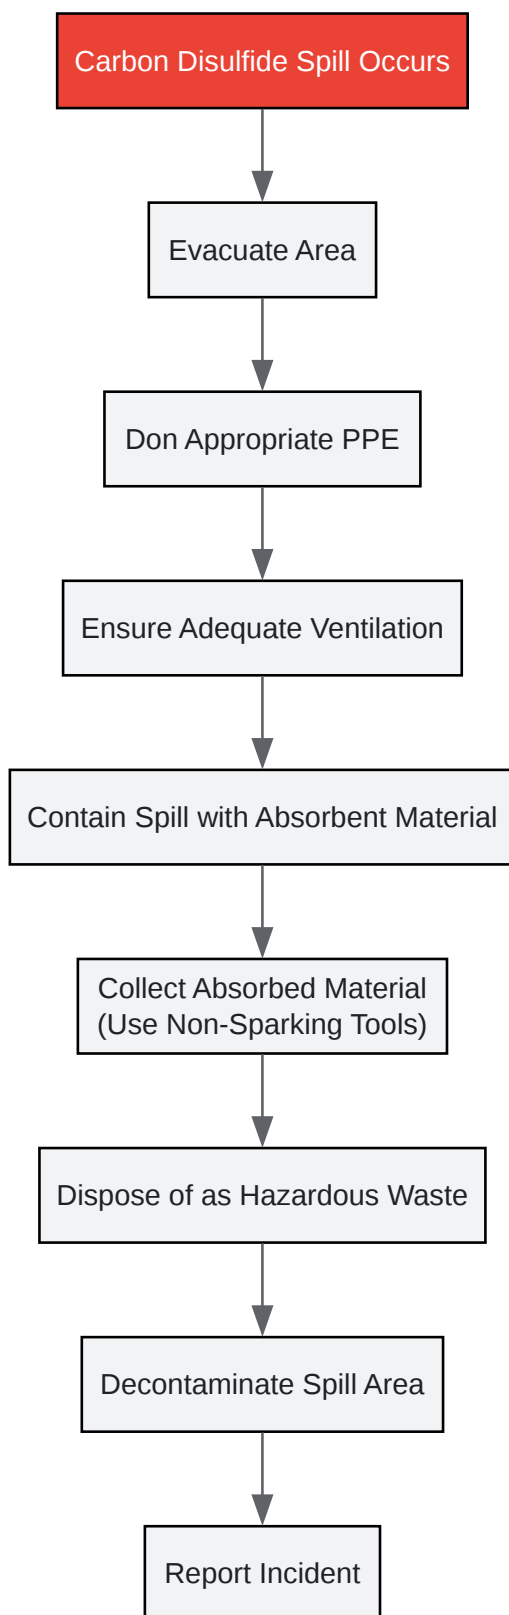 Carbon Disulfide Spill Occurs
Evacuate Area
Don Appropriate PPE
Ensure Adequate Ventilation
Contain Spill with Absorbent Material
Collect Absorbed Material
(Use Non-Sparking Tools)
Dispose of as Hazardous Waste
Decontaminate Spill Area
Report Incident